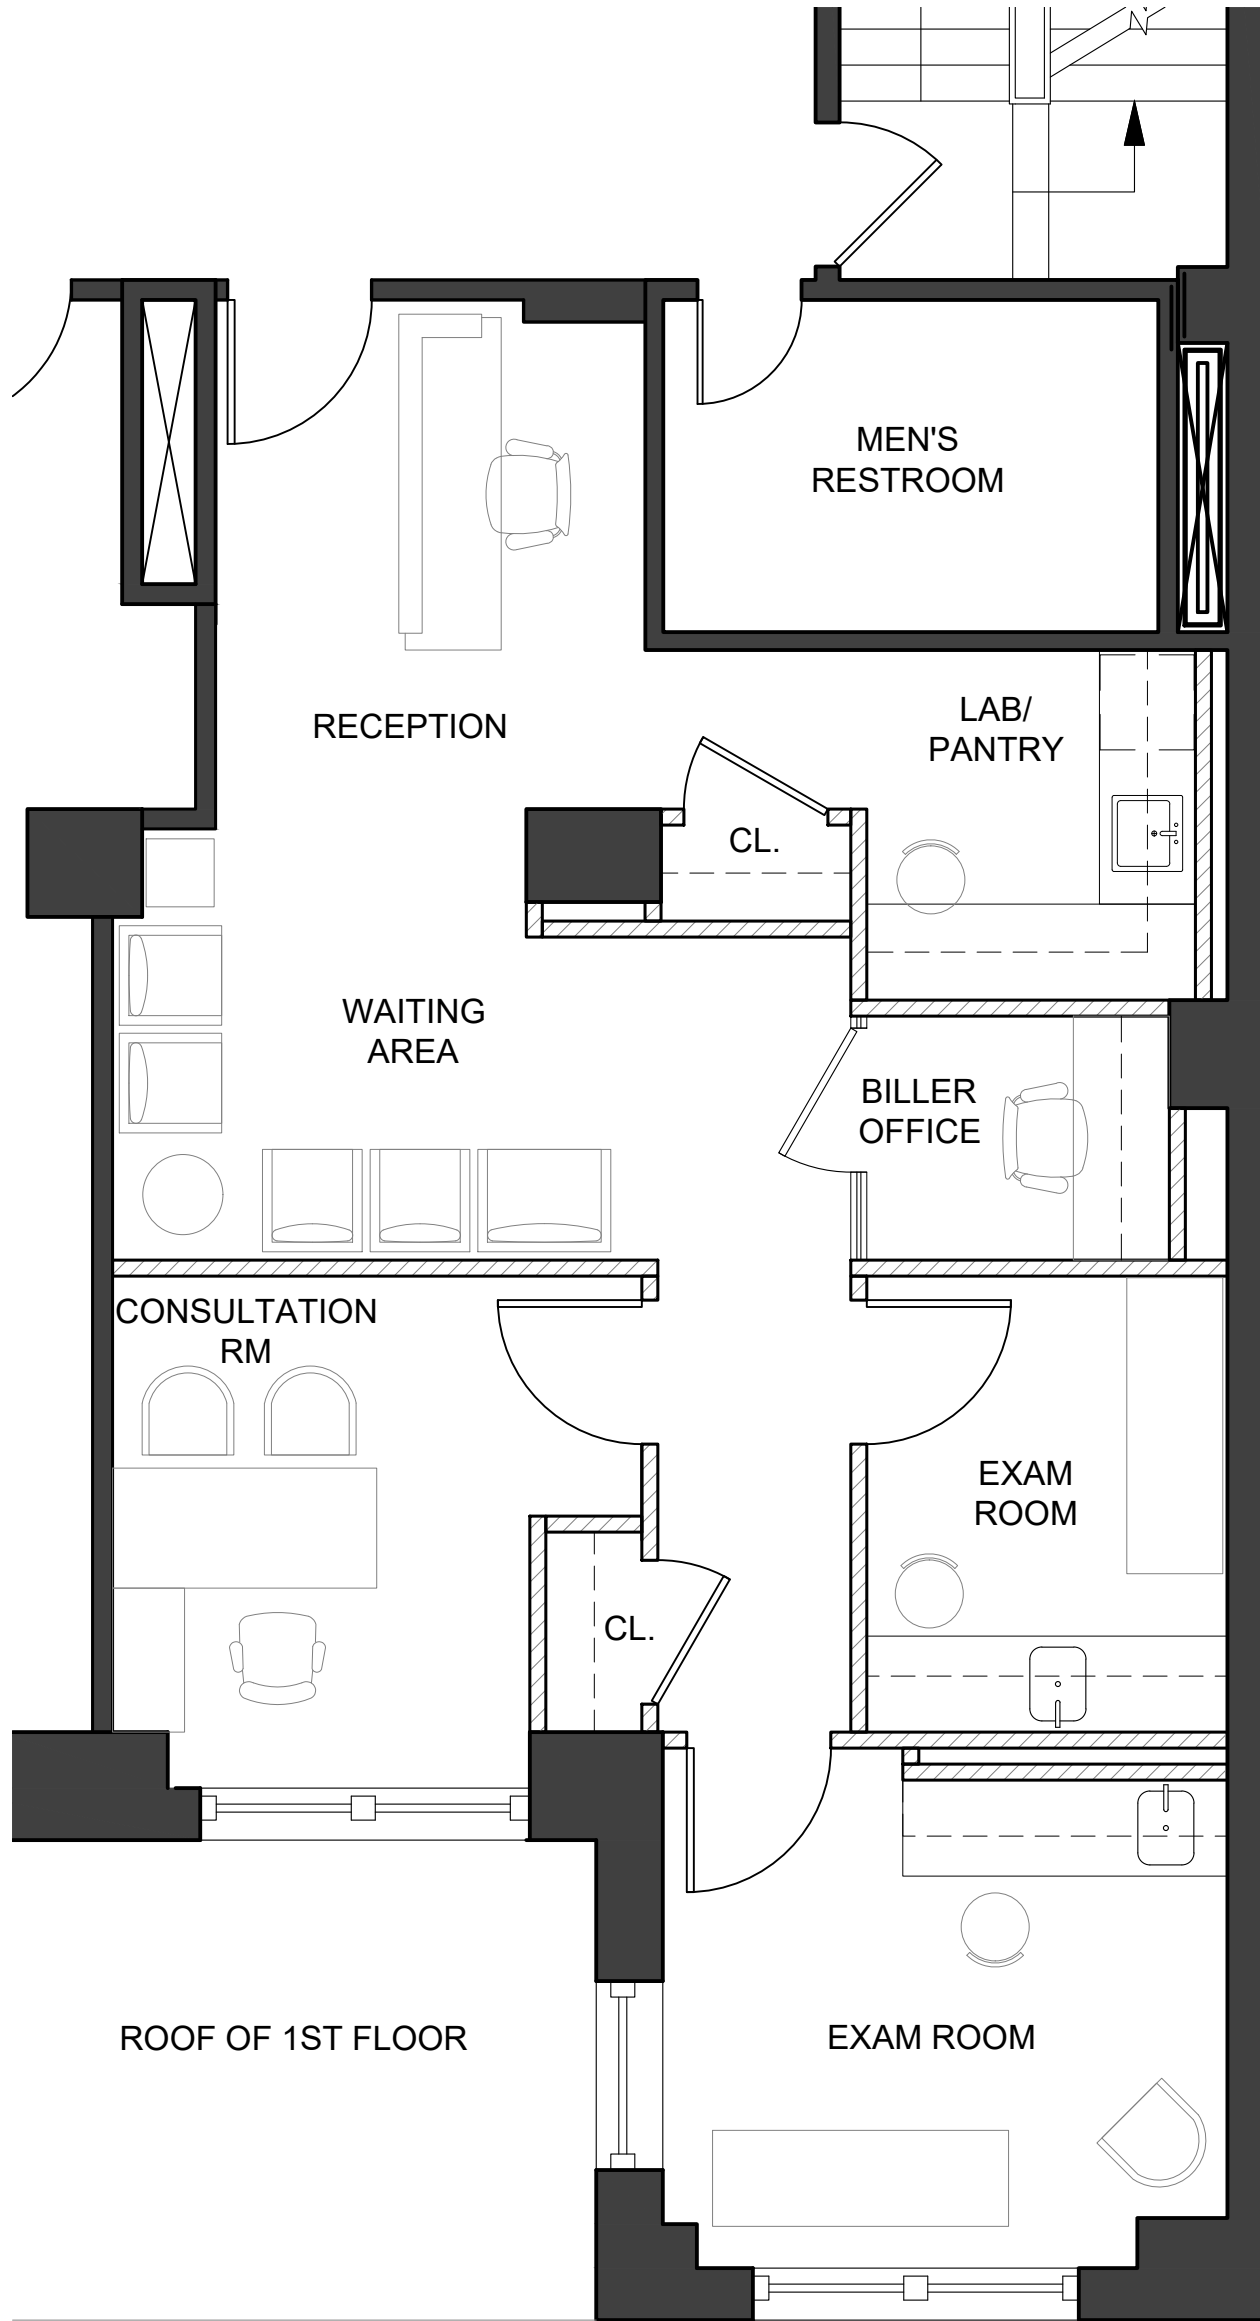 MEN'S
RESTROOM
LAB/
PANTRY
RECEPTION
CL.
WAITING
AREA
BILLER
OFFICE
CONSULTATION
RM
EXAM
ROOM
CL.
ROOF OF 1ST FLOOR
EXAM ROOM